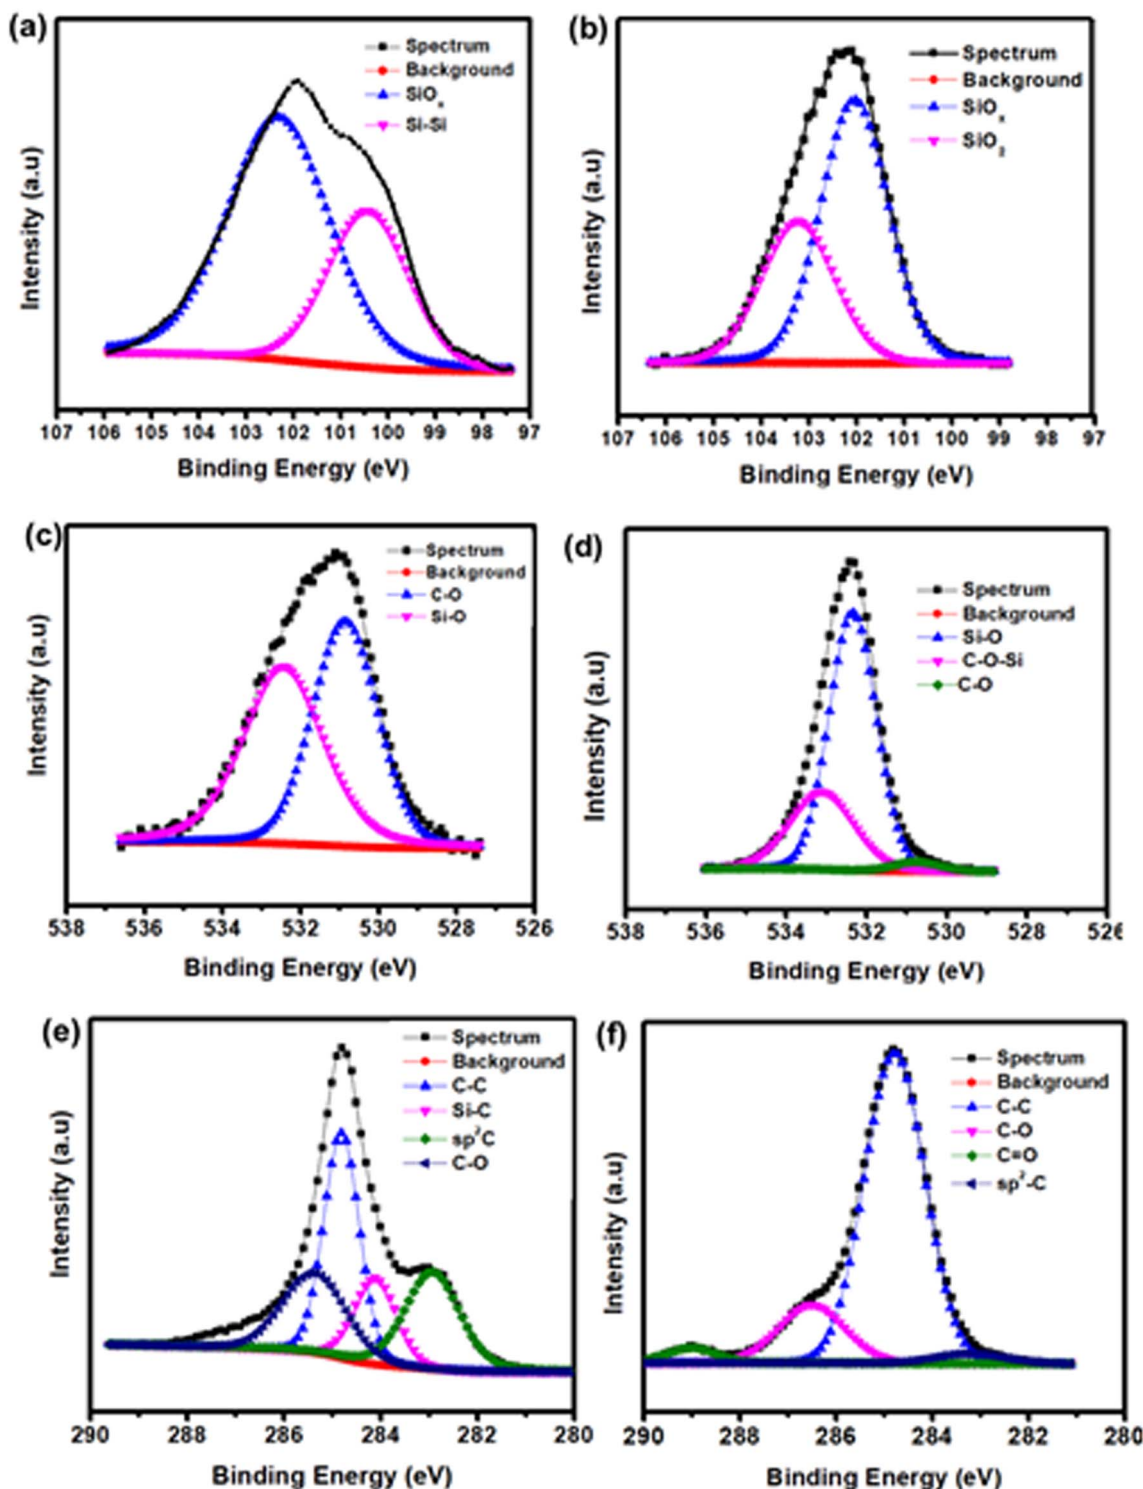 (a)
Spectrum
Background
SiOx
Si-Si
Intensity (a.u)
107 106 105 104 103 102 101 100 99 98 97
Binding Energy (eV)
(b)
Spectrum
Background
SiOx
SiO2
Intensity (a.u)
107 106 105 104 103 102 101 100 99 98 97
Binding Energy (eV)
(c)
Spectrum
Background
C-O
Si-O
Intensity (a.u)
538 536 534 532 530 528 526
Binding Energy (eV)
(d)
Spectrum
Background
Si-O
C-O-Si
C-O
Intensity (a.u)
538 536 534 532 530 528 526
Binding Energy (eV)
(e)
Spectrum
Background
C-C
Si-C
sp²C
C-O
Intensity (a.u)
290 288 286 284 282 280
Binding Energy (eV)
(f)
Spectrum
Background
C-C
C-O
C=O
sp²-C
Intensity (a.u)
290 288 286 284 282 280
Binding Energy (eV)